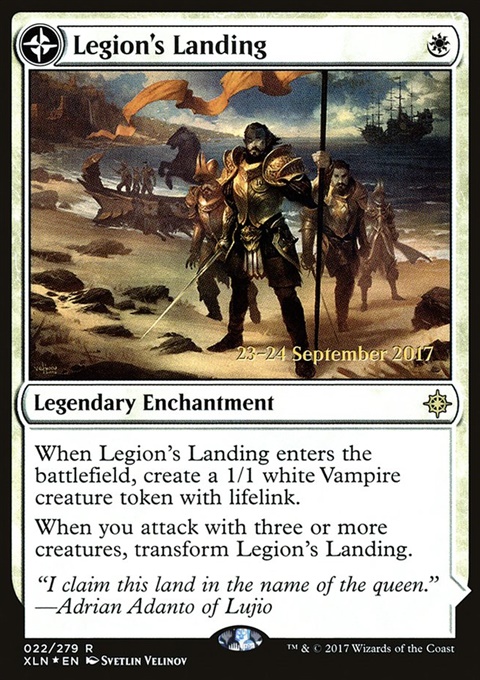 Legion's Landing
23-24 September 2017
Legendary Enchantment
When Legion's Landing enters the
battlefield, create a 1/1 white Vampire
creature token with lifelink.
When you attack with three or more
creatures, transform Legion's Landing.
"I claim this land in the name of the queen."
—Adrian Adanto of Lujio
022/279 R
XLN ★ EN Svetlin Velinov
™ & © 2017 Wizards of the Coast